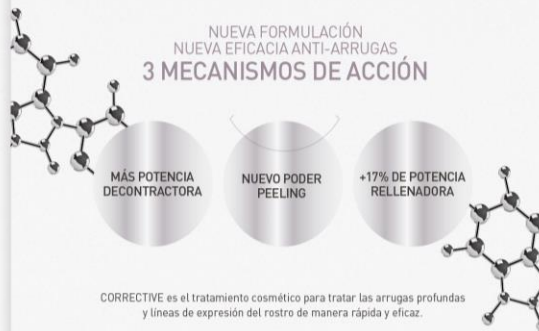 NUEVA FORMULACIÓN
NUEVA EFICACIA ANTI-ARRUGAS
3 MECANISMOS DE ACCIÓN
MÁS POTENCIA
DECONTRACTORA
NUEVO PODER
PEELING
+17% DE POTENCIA
RELLENADORA
CORRECTIVE es el tratamiento cosmético para tratar las arrugas profundas
y líneas de expresión del rostro de manera rápida y eficaz.